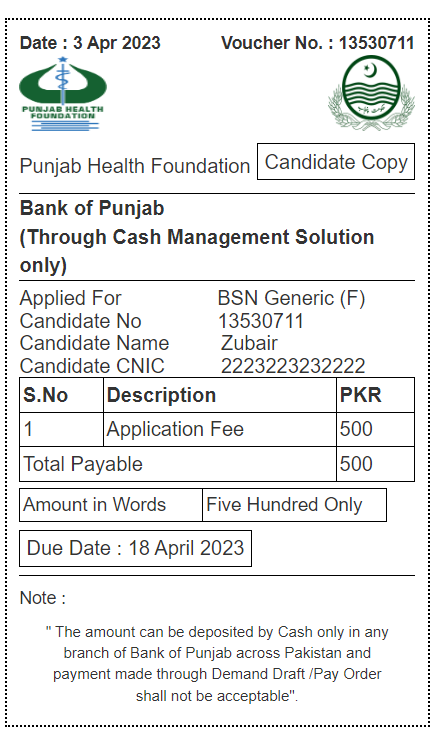 Date : 3 Apr 2023 Voucher No. : 13530711
PUNJAB HEALTH
FOUNDATION
Punjab Health Foundation Candidate Copy
Bank of Punjab
(Through Cash Management Solution
only)
Applied For BSN Generic (F)
Candidate No 13530711
Candidate Name Zubair
Candidate CNIC 2223223232222
S.No Description PKR
1 Application Fee 500
Total Payable 500
Amount in Words Five Hundred Only
Due Date : 18 April 2023
Note :
" The amount can be deposited by Cash only in any
branch of Bank of Punjab across Pakistan and
payment made through Demand Draft /Pay Order
shall not be acceptable".